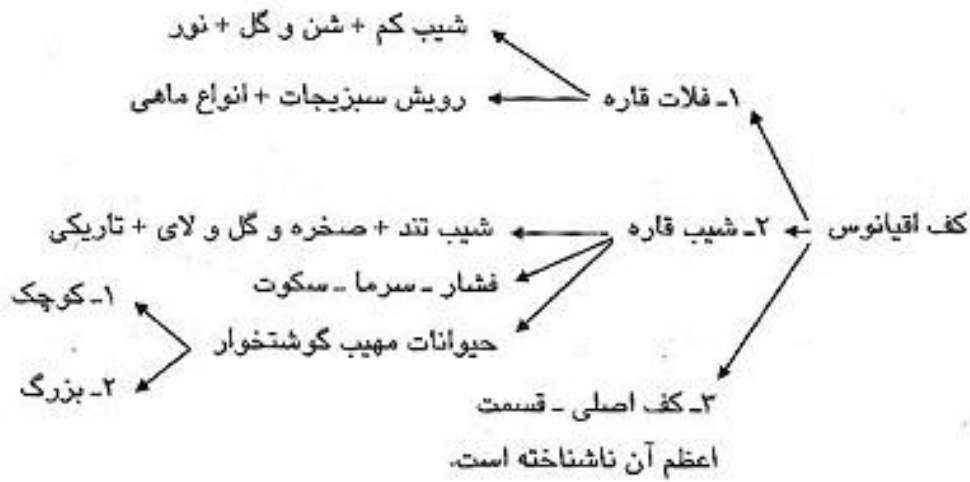 شیب کم + شن و گل + نور
۱ـ فلات قاره
رویش سبزیجات + انواع ماهی
کف اقیانوس
۲ـ شیب قاره
شیب تند + صخره و گل و لای + تاریکی
فشار ـ سرما ـ سکوت
حیوانات مهیب گوشتخوار
۱ـ کوچک
۲ـ بزرگ
۳ـ کف اصلی ـ قسمت
اعظم آن ناشناخته است.